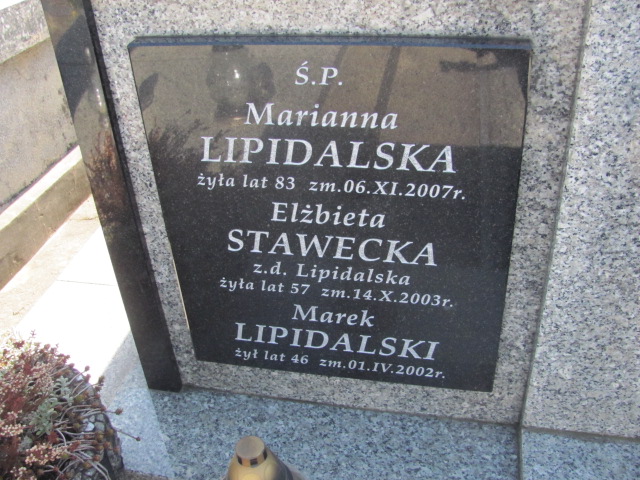 Ś.P.
Marianna
LIPIDALSKA
żyła lat 83 zm.06.XI.2007r.
Elżbieta
STAWECKA
z.d. Lipidalska
żyła lat 57 zm.14.X.2003r.
Marek
LIPIDALSKI
żył lat 46 zm.01.IV.2002r.